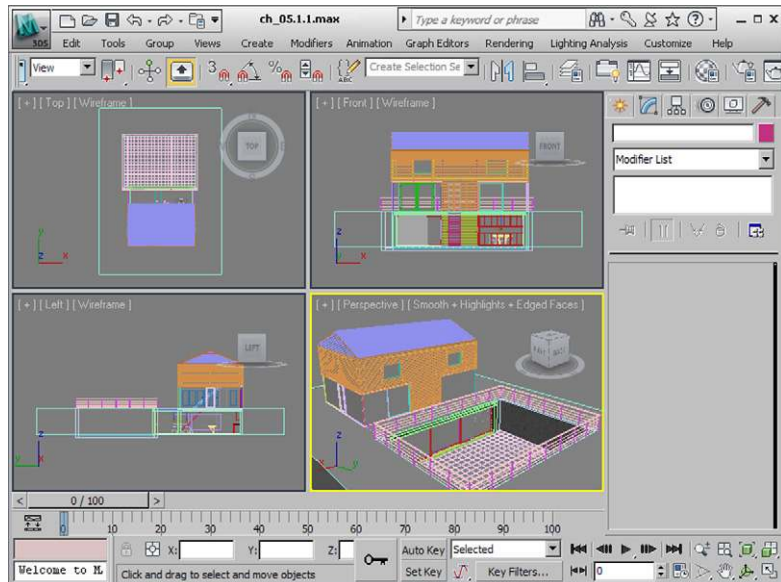 ch_05.1.1.max
Type a keyword or phrase
3DS
Edit Tools Group Views Create Modifiers Animation Graph Editors Rendering Lighting Analysis Customize Help
View
3
Create Selection Se
[ + ] [ Top ] [ Wireframe ]
TOP
y
x
[ + ] [ Front ] [ Wireframe ]
FRONT
z
x
Modifier List
[ + ] [ Left ] [ Wireframe ]
LEFT
z
y
[ + ] [ Perspective ] [ Smooth + Highlights + Edged Faces ]
z
y
x
< 0 / 100 >
0 10 20 30 40 50 60 70 80 90 100
X: Y: Z:
Auto Key Selected
Welcome to M
Click and drag to select and move objects
Set Key Key Filters...
0